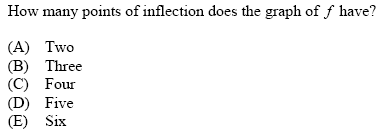 How many points of inflection does the graph of f have?
(A) Two
(B) Three
(C) Four
(D) Five
(E) Six